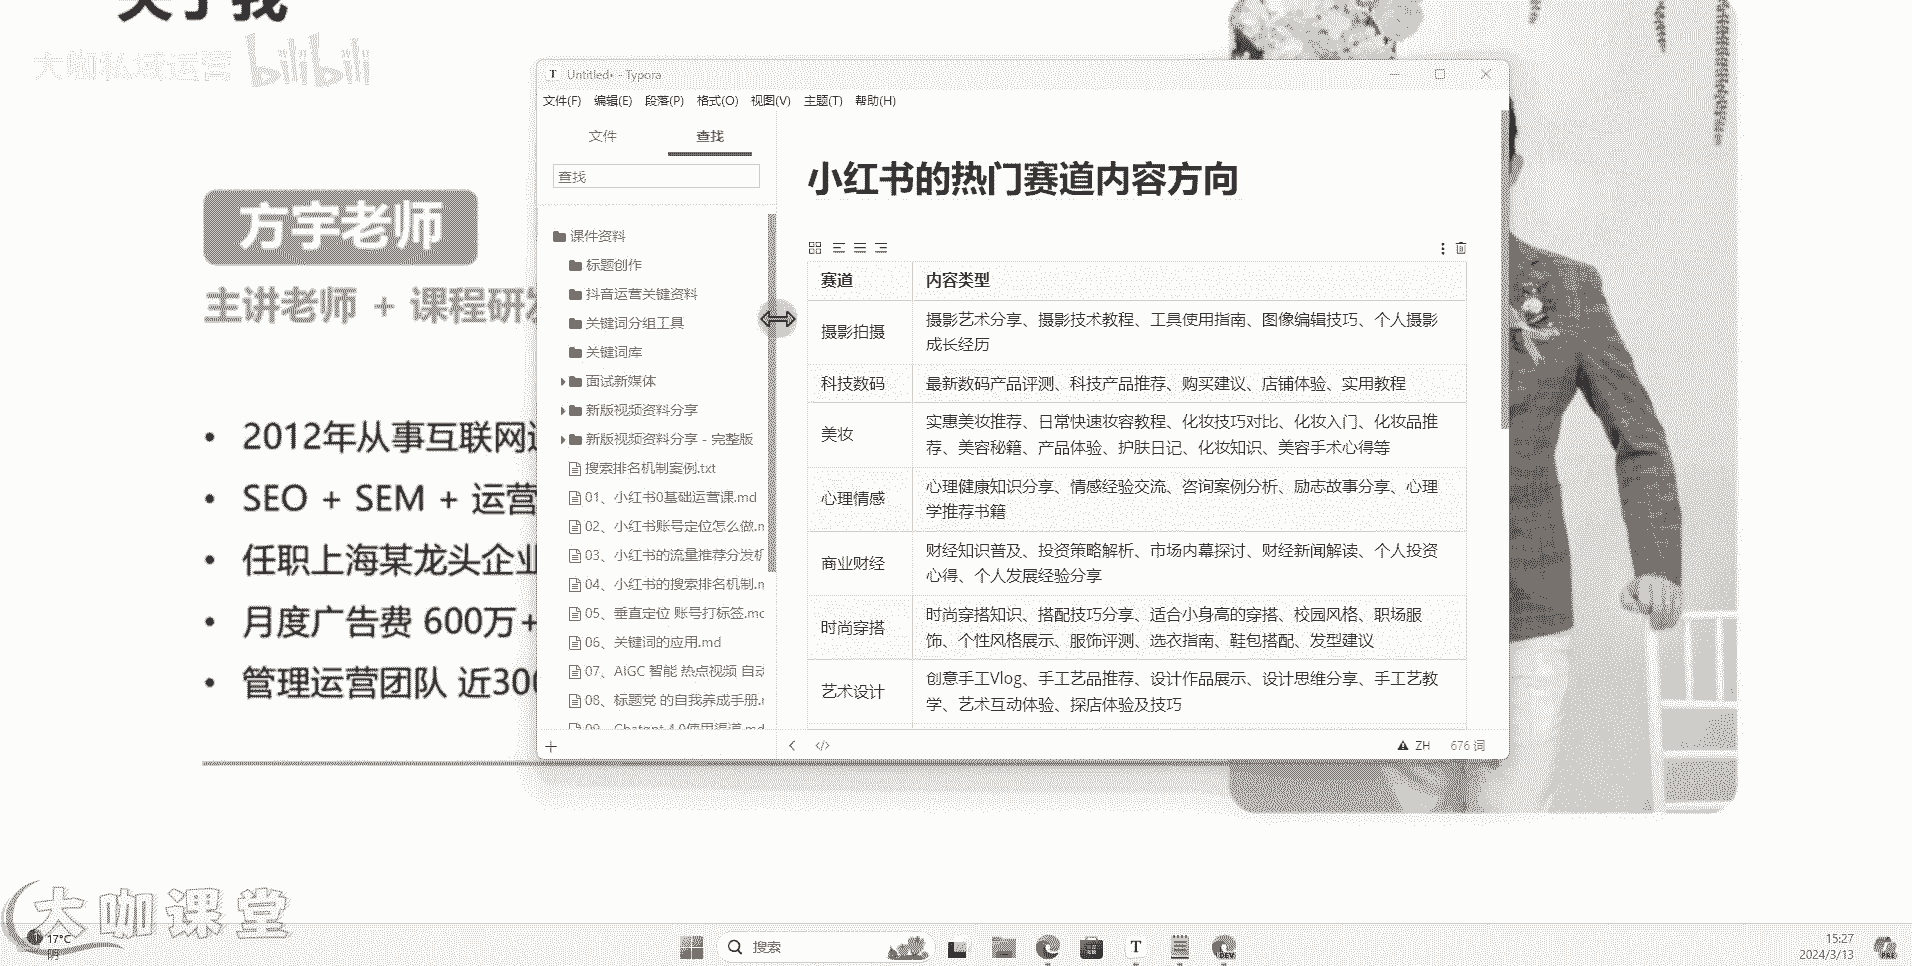 关于我
大咖私域运营 bilibili
方宇老师
主讲老师 + 课程研发
2012年从事互联网运
SEO + SEM + 运营
任职上海某龙头企业
月度广告费 600万+
管理运营团队 近300
Untitled• - Typora
文件(F) 编辑(E) 段落(P) 格式(O) 视图(V) 主题(T) 帮助(H)
文件 查找
查找
课件资料
标题创作
抖音运营关键资料
关键词分组工具
关键词库
面试新媒体
新版视频资料分享
新版视频资料分享 - 完整版
搜索排名机制案例.txt
01、小红书0基础运营课.md
02、小红书账号定位怎么做.m
03、小红书的流量推荐分发机
04、小红书的搜索排名机制.m
05、垂直定位 账号打标签.md
06、关键词的应用.md
07、AIGC 智能 热点视频 自动
08、标题党 的自我养成手册.
09、Chatgpt 4.0使用渠道.md
小红书的热门赛道内容方向
赛道 内容类型
摄影拍摄 摄影艺术分享、摄影技术教程、工具使用指南、图像编辑技巧、个人摄影
成长经历
科技数码 最新数码产品评测、科技产品推荐、购买建议、店铺体验、实用教程
美妆 实惠美妆推荐、日常快速妆容教程、化妆技巧对比、化妆入门、化妆品推
荐、美容秘籍、产品体验、护肤日记、化妆知识、美容手术心得等
心理情感 心理健康知识分享、情感经验交流、咨询案例分析、励志故事分享、心理
学推荐书籍
商业财经 财经知识普及、投资策略解析、市场内幕探讨、财经新闻解读、个人投资
心得、个人发展经验分享
时尚穿搭 时尚穿搭知识、搭配技巧分享、适合小身高的穿搭、校园风格、职场服
饰、个性风格展示、服饰评测、选衣指南、鞋包搭配、发型建议
艺术设计 创意手工Vlog、手工艺品推荐、设计作品展示、设计思维分享、手工艺教
学、艺术互动体验、探店体验及技巧
ZH 676 词
大咖课堂
17°C
阴
搜索
15:27
2024/3/13